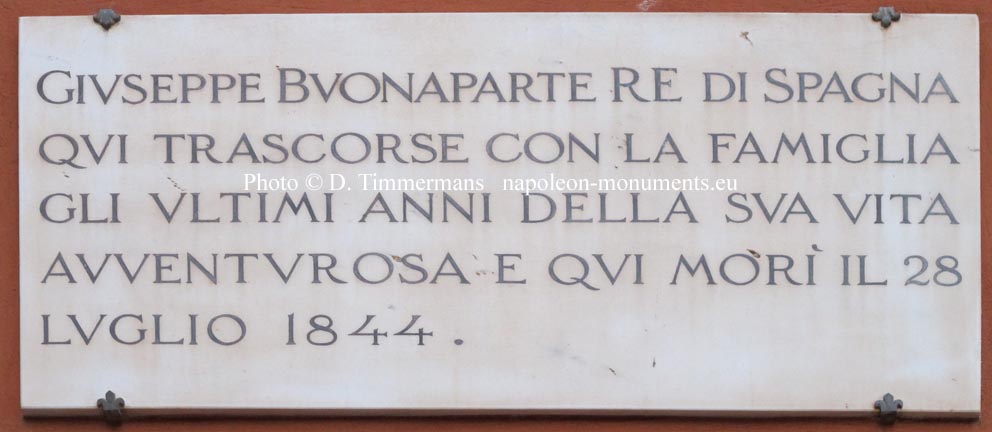 GIVSEPPE BVONAPARTE RE DI SPAGNA
QVI TRASCORSE CON LA FAMIGLIA
Photo © D. Timmermans napoleon-monuments.eu
GLI VLTIMI ANNI DELLA SVA VITA
AVVENTVROSA E QVI MORÌ IL 28
LVGLIO 1844.